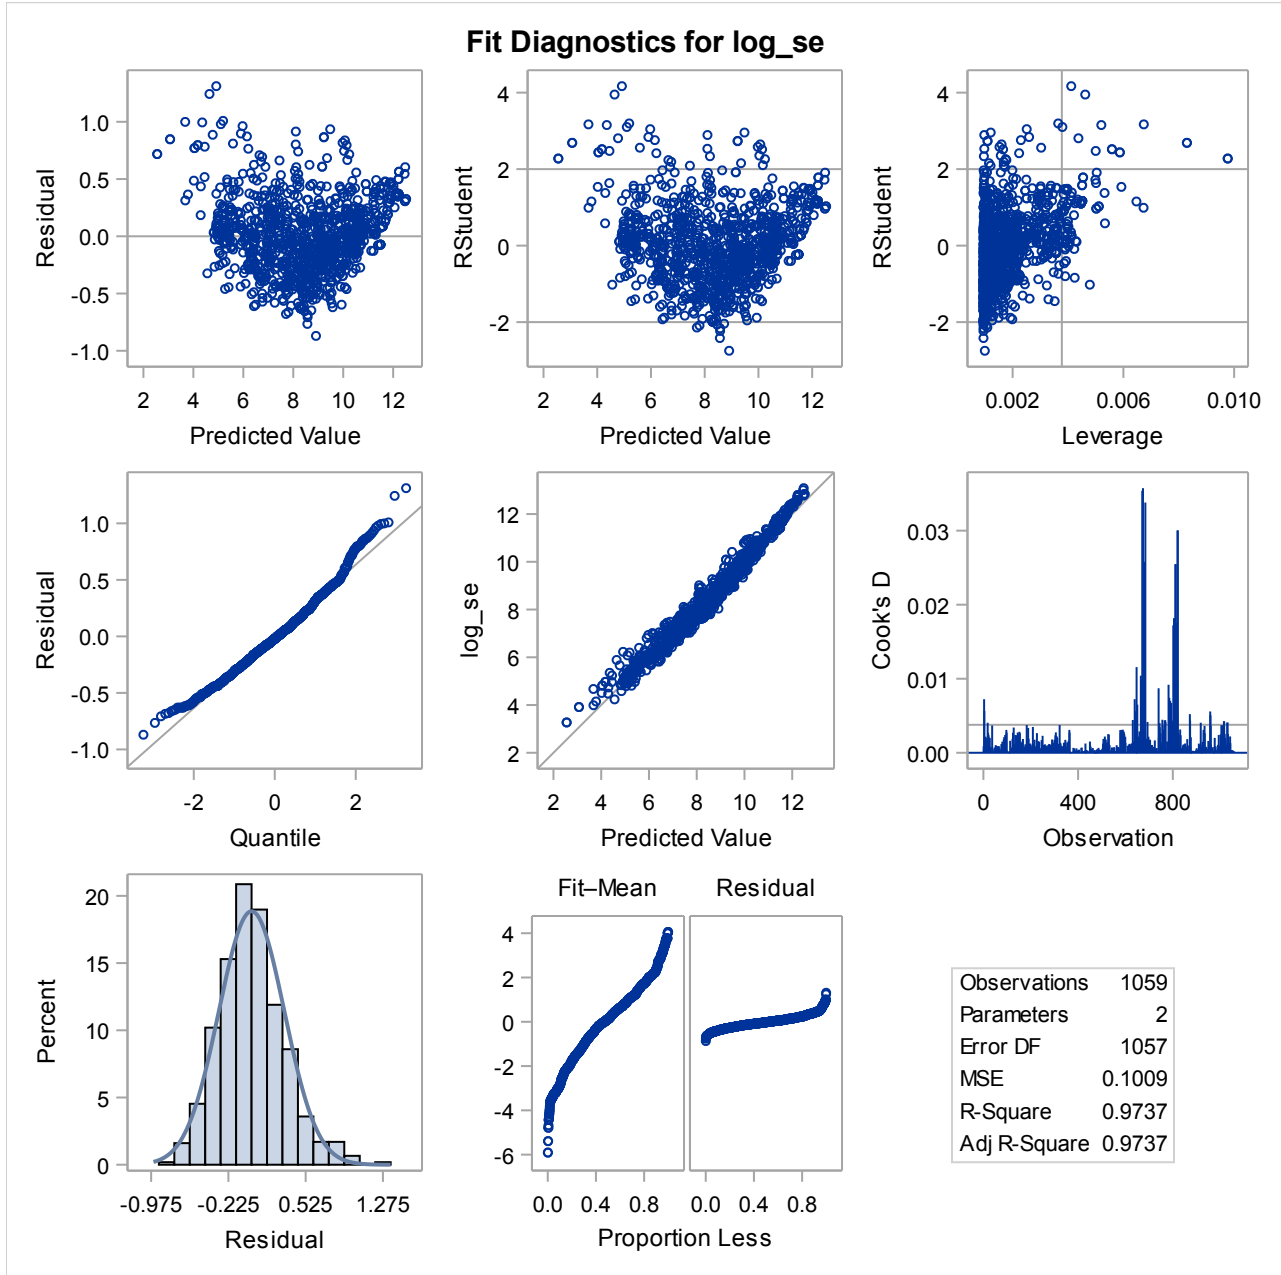 Fit Diagnostics for log_se
1.0
0.5
0.0
-0.5
-1.0
Residual
2 4 6 8 10 12
Predicted Value
4
2
0
-2
RStudent
2 4 6 8 10 12
Predicted Value
4
2
0
-2
RStudent
0.002 0.006 0.010
Leverage
1.0
0.5
0.0
-0.5
-1.0
Residual
-2 0 2
Quantile
12
10
8
6
4
2
log_se
2 4 6 8 10 12
Predicted Value
0.03
0.02
0.01
0.00
Cook's D
0 400 800
Observation
20
15
10
5
0
Percent
-0.975 -0.225 0.525 1.275
Residual
Fit–Mean Residual
4
2
0
-2
-4
-6
0.0 0.4 0.8 0.0 0.4 0.8
Proportion Less
Observations 1059
Parameters 2
Error DF 1057
MSE 0.1009
R-Square 0.9737
Adj R-Square 0.9737